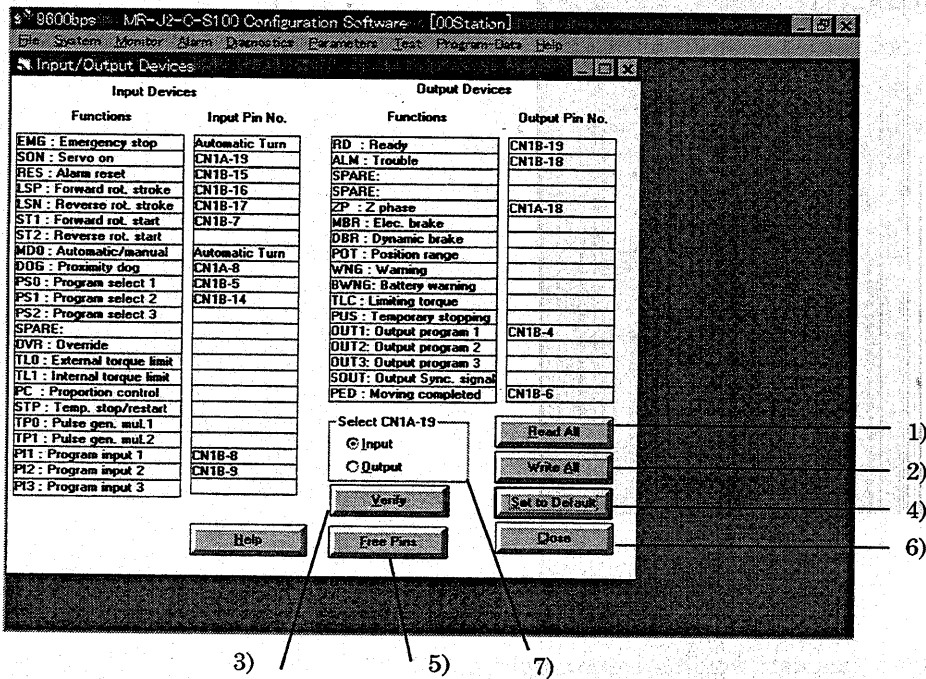 9600bps MR-J2-C-S100 Configuration Software [00Station]
File System Monitor Alarm Diagnostics Parameters Test Program-Data Help
Input/Output Devices
Input Devices
Functions Input Pin No.
EMG : Emergency stop Automatic Turn
SON : Servo on CN1A-19
RES : Alarm reset CN1B-15
LSP : Forward rot. stroke CN1B-16
LSN : Reverse rot. stroke CN1B-17
ST1 : Forward rot. start CN1B-7
ST2 : Reverse rot. start
MD0 : Automatic/manual Automatic Turn
DOG : Proximity dog CN1A-8
PS0 : Program select 1 CN1B-5
PS1 : Program select 2 CN1B-14
PS2 : Program select 3
SPARE:
OVR : Override
TL0 : External torque limit
TL1 : Internal torque limit
PC : Proportion control
STP : Temp. stop/restart
TP0 : Pulse gen. mul.1
TP1 : Pulse gen. mul.2
PI1 : Program input 1 CN1B-8
PI2 : Program input 2 CN1B-9
PI3 : Program input 3
Output Devices
Functions Output Pin No.
RD : Ready CN1B-19
ALM : Trouble CN1B-18
SPARE:
SPARE:
ZP : Z phase CN1A-18
MBR : Elec. brake
DBR : Dynamic brake
POT : Position range
WNG : Warning
BWNG: Battery warning
TLC : Limiting torque
PUS : Temporary stopping
OUT1: Output program 1 CN1B-4
OUT2: Output program 2
OUT3: Output program 3
SOUT: Output Sync. signal
PED : Moving completed CN1B-6
Select CN1A-19
Input
Output
Read All
Write All
Verify
Set to Default
Help
Free Pins
Close
1)
2)
4)
6)
3)
5)
7)